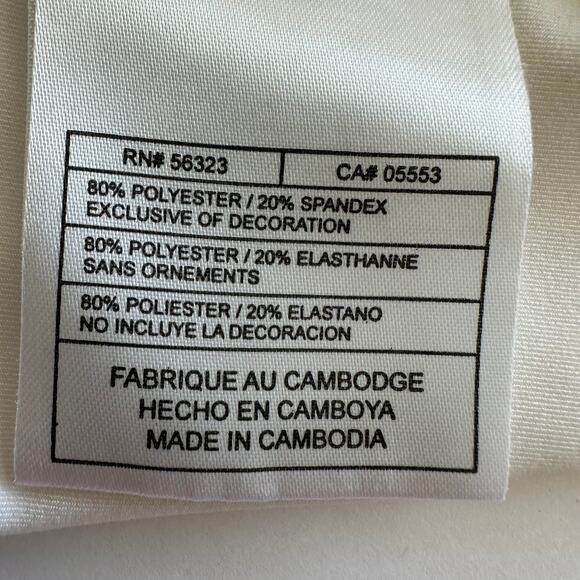 RN# 56323
CA# 05553
80% POLYESTER / 20% SPANDEX
EXCLUSIVE OF DECORATION
80% POLYESTER / 20% ELASTHANNE
SANS ORNEMENTS
80% POLIESTER / 20% ELASTANO
NO INCLUYE LA DECORACION
FABRIQUE AU CAMBODGE
HECHO EN CAMBOYA
MADE IN CAMBODIA